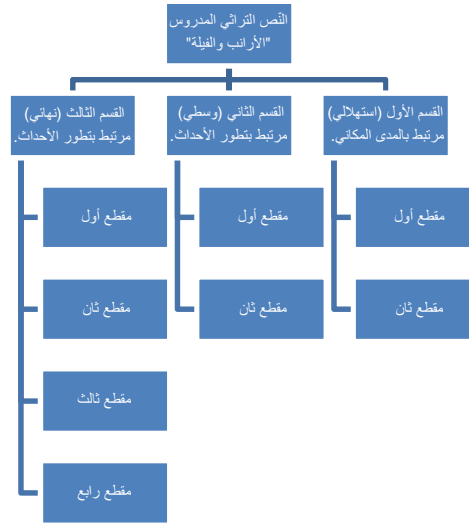 النّص التراثي المدروس
"الأرانب والفيلة"
القسم الأول (استهلالي)
مرتبط بالمدى المكاني.
مقطع أول
مقطع ثان
القسم الثاني (وسطي)
مرتبط بتطور الأحداث.
مقطع أول
مقطع ثان
القسم الثالث (نهائي)
مرتبط بتطور الأحداث.
مقطع أول
مقطع ثان
مقطع ثالث
مقطع رابع